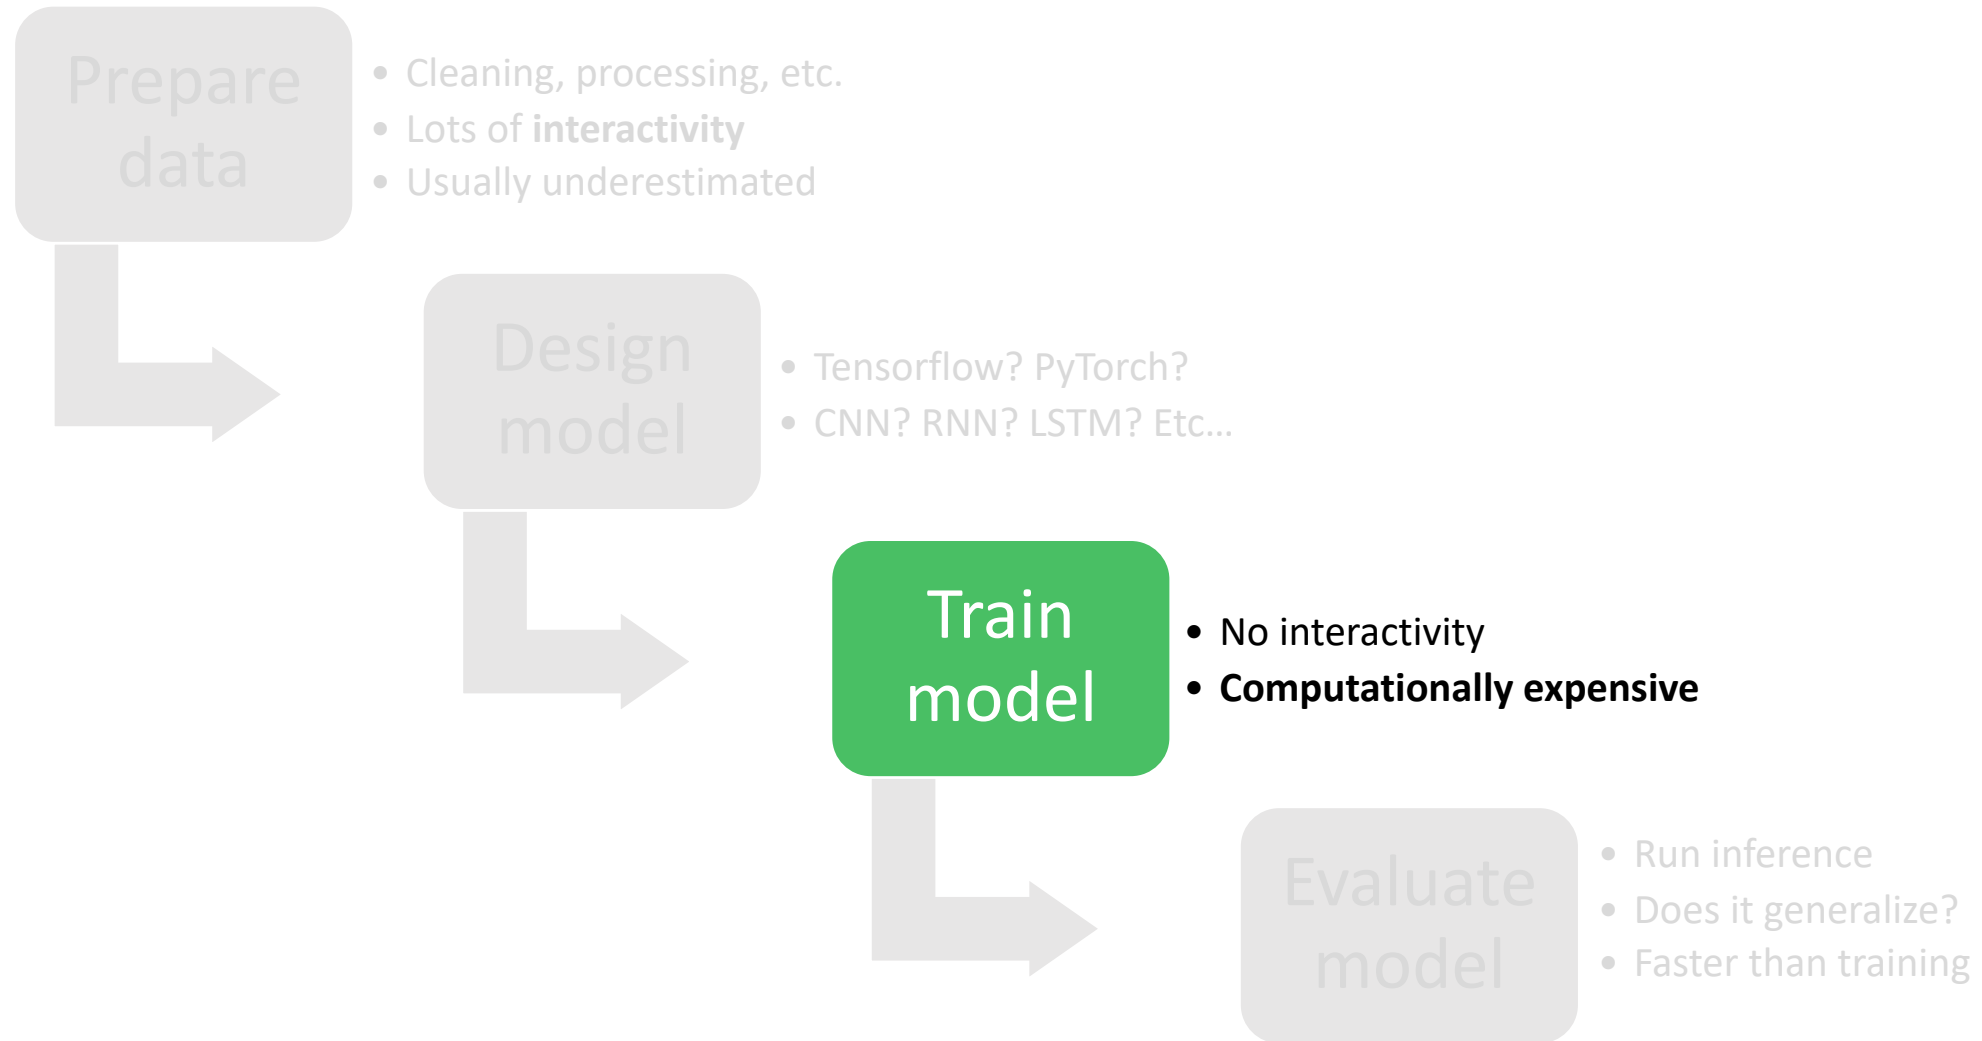 Prepare
data
• Cleaning, processing, etc.
• Lots of interactivity
• Usually underestimated
Design
model
• Tensorflow? PyTorch?
• CNN? RNN? LSTM? Etc...
Train
model
• No interactivity
• Computationally expensive
Evaluate
model
• Run inference
• Does it generalize?
• Faster than training